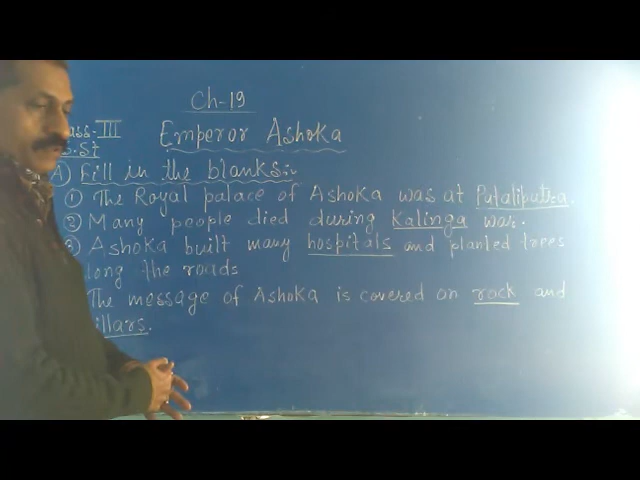 Ch-19
ass-III
Emperor Ashoka
S.St
A) Fill in the blanks:-
① The Royal palace of Ashoka was at Pataliputra.
② Many people died during Kalinga war.
③ Ashoka built many hospitals and planted trees
long the roads
The message of Ashoka is covered on rock and
illars.